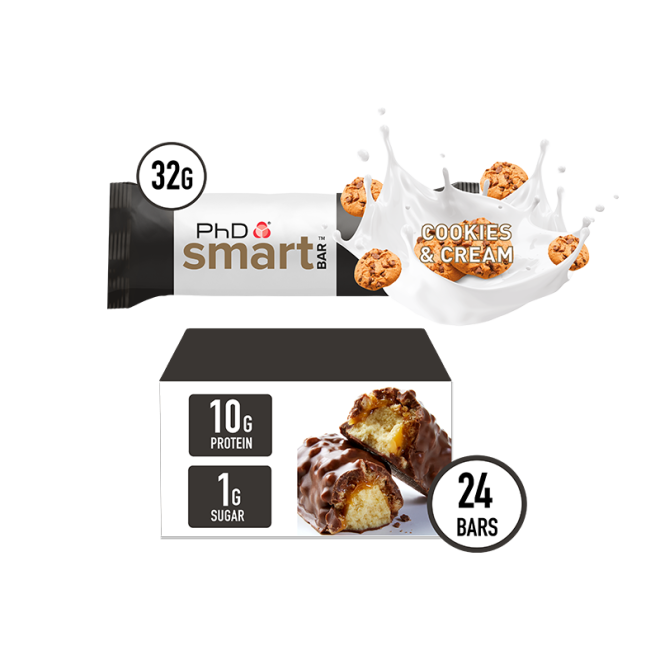 32G
PhD®
smart BAR™
COOKIES
& CREAM
10G
PROTEIN
1G
SUGAR
24
BARS